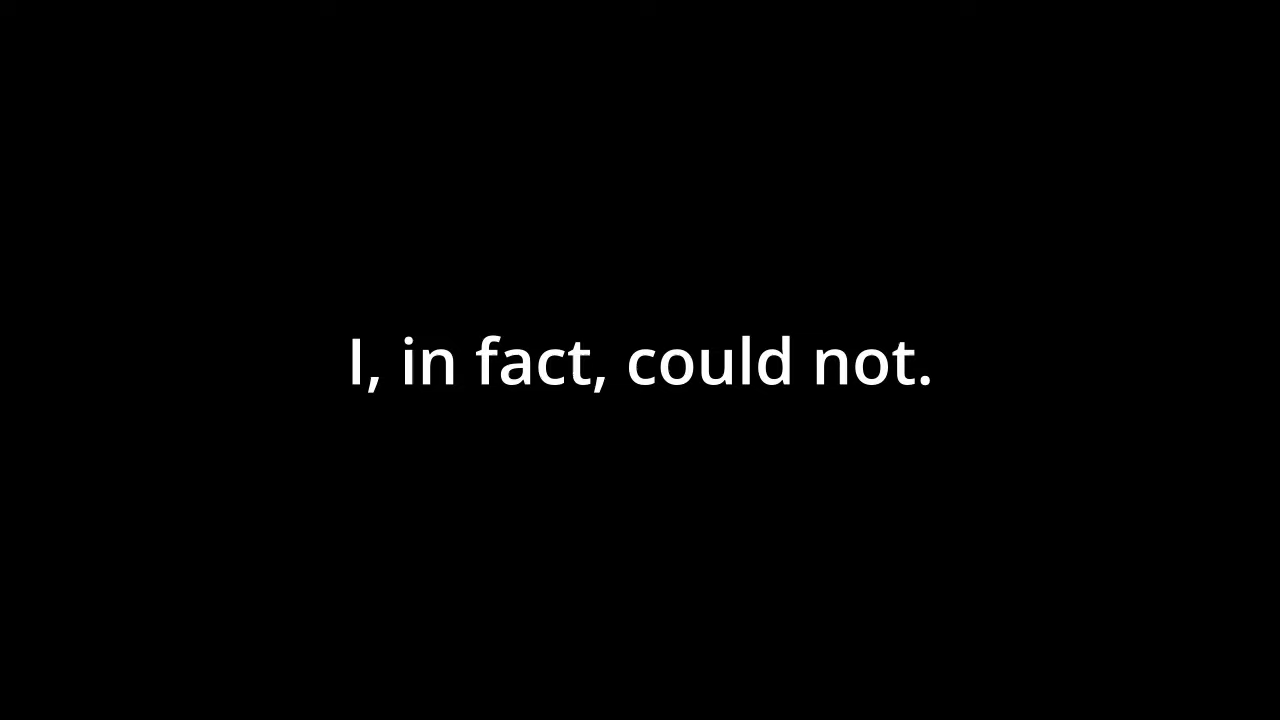 I, in fact, could not.